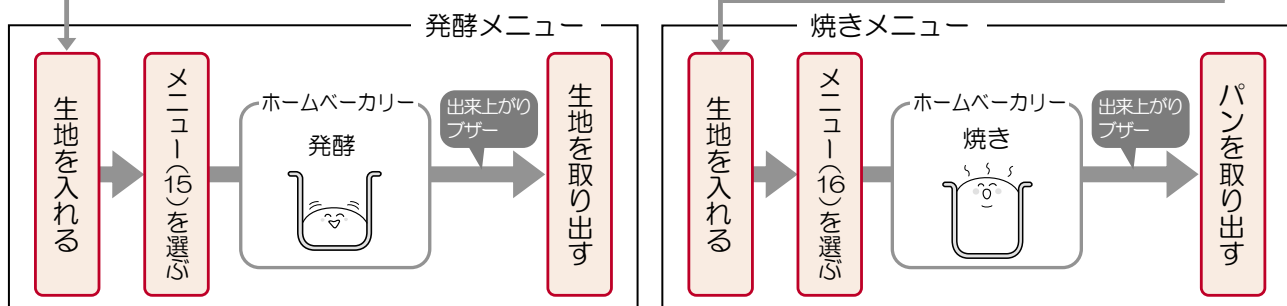 発酵メニュー
生地を入れる
メニュー(15)を選ぶ
ホームベーカリー
発酵
出来上がり
ブザー
生地を取り出す
焼きメニュー
生地を入れる
メニュー(16)を選ぶ
ホームベーカリー
焼き
出来上がり
ブザー
パンを取り出す